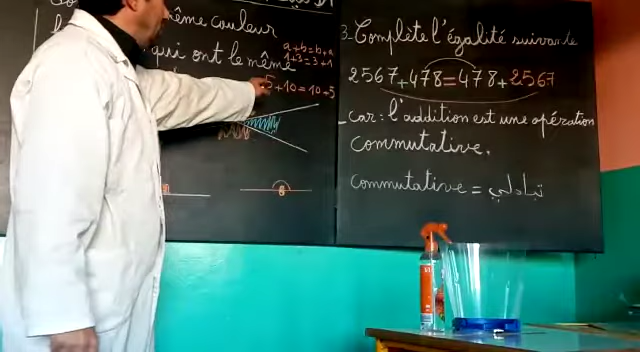 même couleur
qui ont le même
a+b=b+a
1+3=3+1
5+10=10+5
3- Complète l'égalité suivante
2567+478=478+2567
car: l'addition est une opération
commutative.
commutative = تبادلي